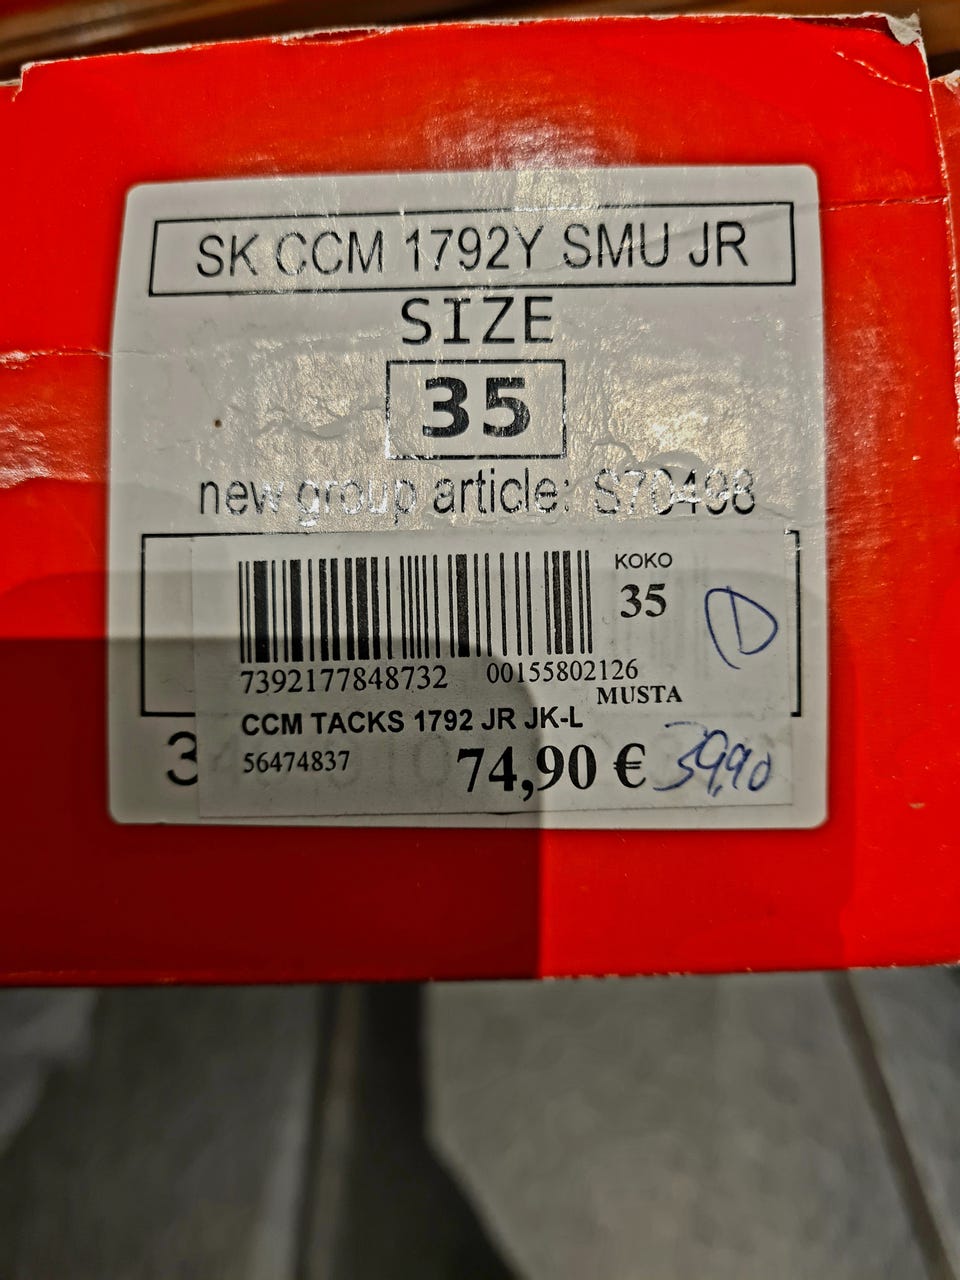 SK CCM 1792Y SMU JR
SIZE
35
new group article: S70498
KOKO
35
D
7392177848732 00155802126
MUSTA
CCM TACKS 1792 JR JK-L
56474837 74,90 € 39,90
3